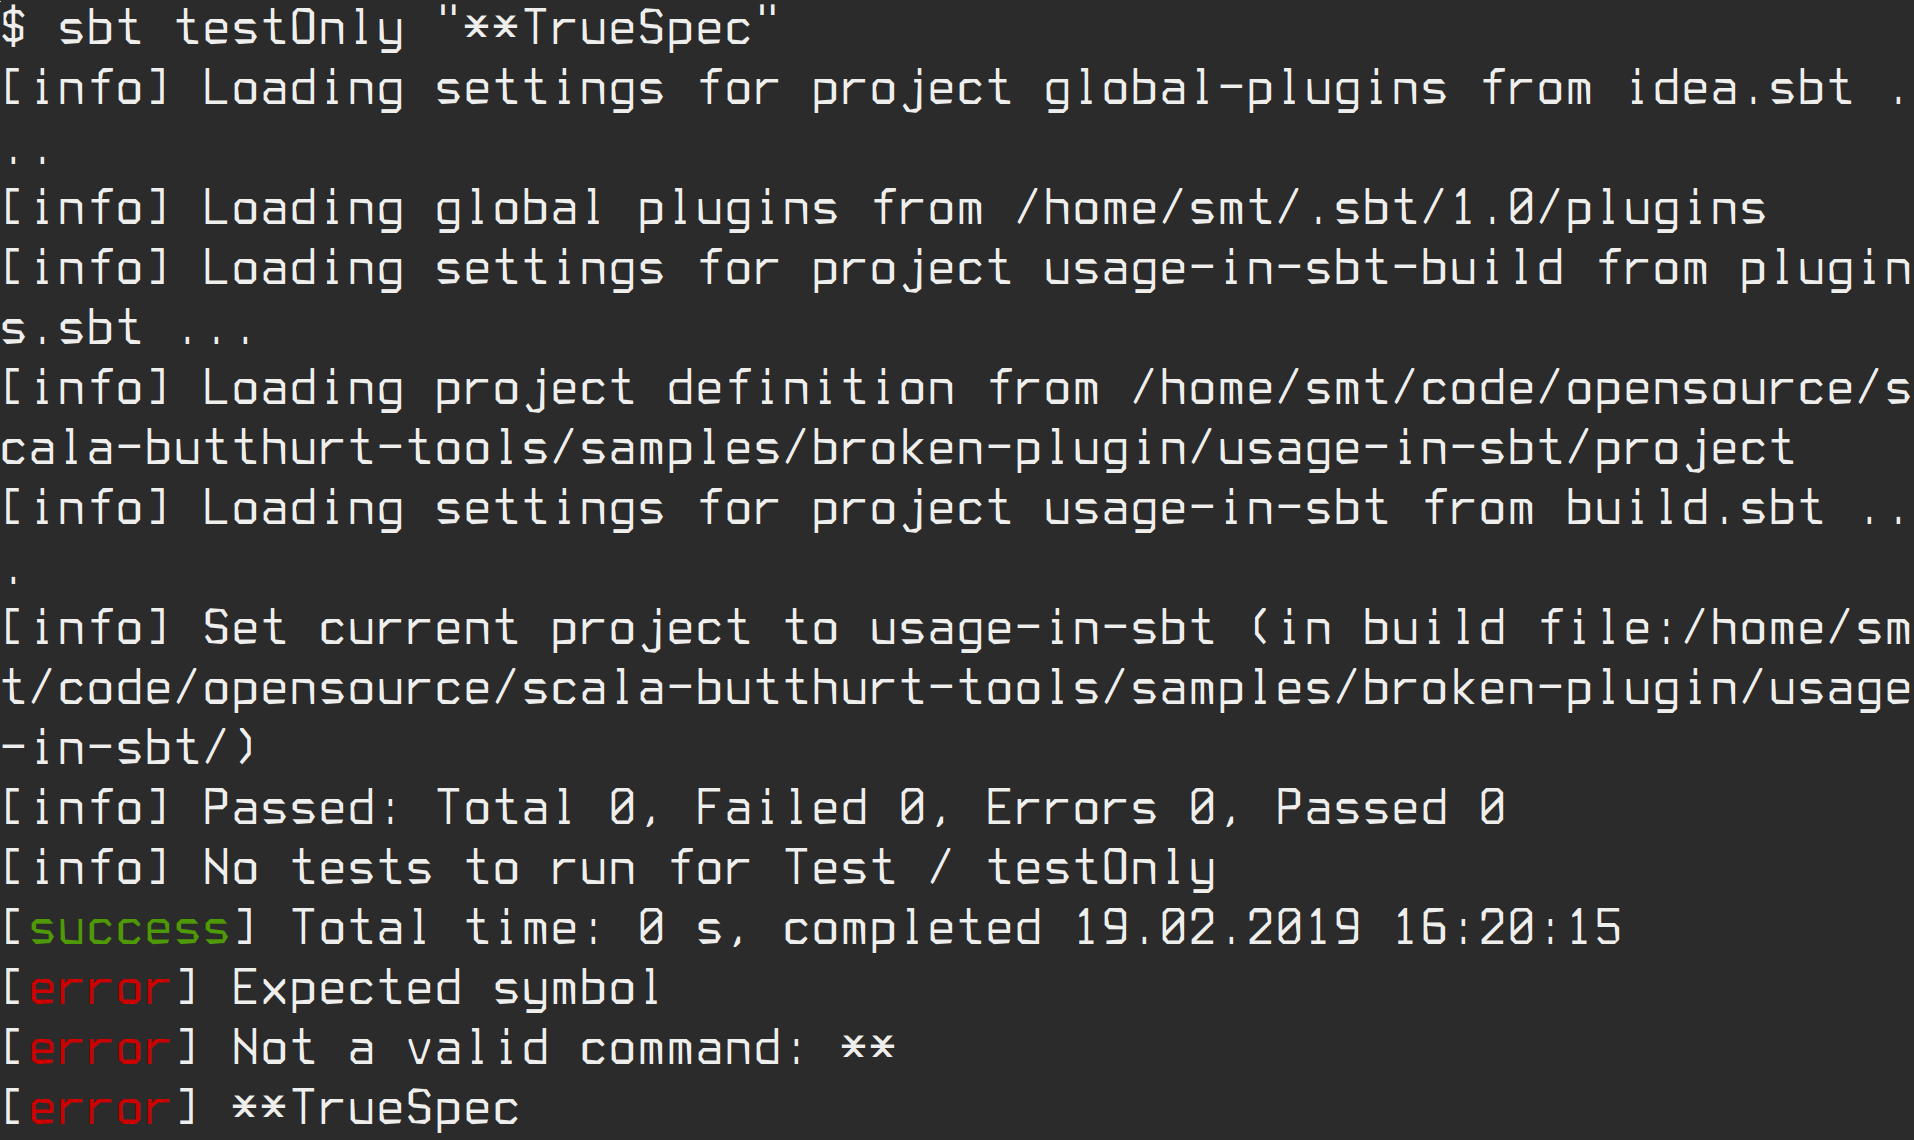 $ sbt testOnly "**TrueSpec"
[info] Loading settings for project global-plugins from idea.sbt .
..
[info] Loading global plugins from /home/smt/.sbt/1.0/plugins
[info] Loading settings for project usage-in-sbt-build from plugin
s.sbt ...
[info] Loading project definition from /home/smt/code/opensource/s
cala-butthurt-tools/samples/broken-plugin/usage-in-sbt/project
[info] Loading settings for project usage-in-sbt from build.sbt ..
.
[info] Set current project to usage-in-sbt (in build file:/home/sm
t/code/opensource/scala-butthurt-tools/samples/broken-plugin/usage
-in-sbt/)
[info] Passed: Total 0, Failed 0, Errors 0, Passed 0
[info] No tests to run for Test / testOnly
[success] Total time: 0 s, completed 19.02.2019 16:20:15
[error] Expected symbol
[error] Not a valid command: **
[error] **TrueSpec